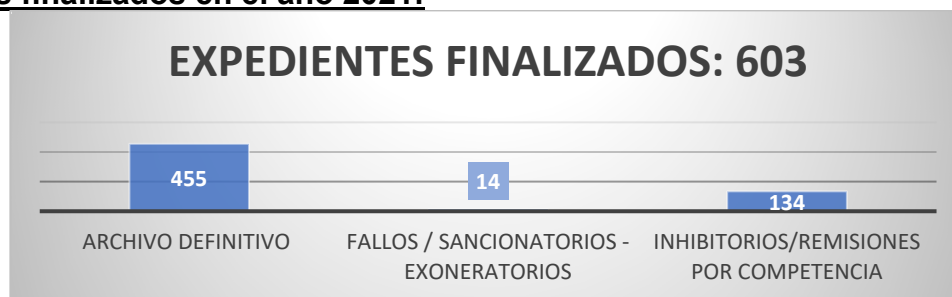 finalizados en el año 2021:
EXPEDIENTES FINALIZADOS: 603
455
14
134
ARCHIVO DEFINITIVO
FALLOS / SANCIONATORIOS -
EXONERATORIOS
INHIBITORIOS/REMISIONES
POR COMPETENCIA